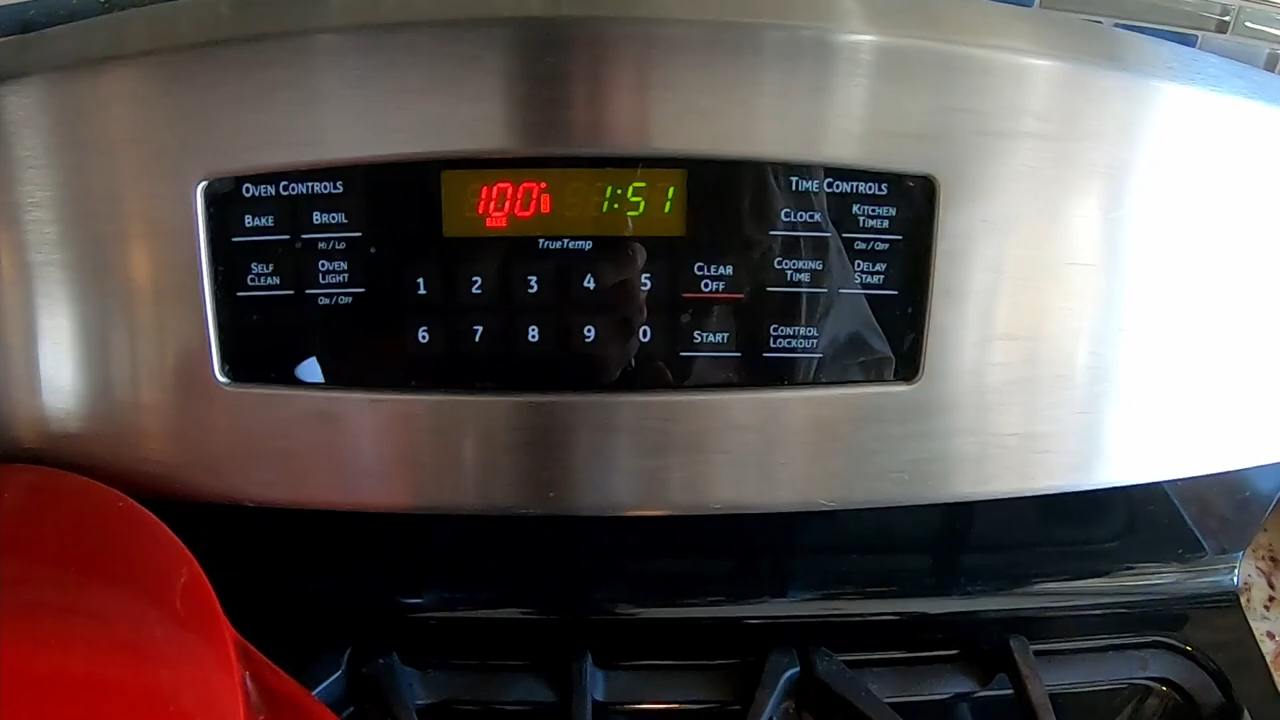 OVEN CONTROLS
BAKE
BROIL
HI / LO
SELF
CLEAN
OVEN
LIGHT
ON / OFF
100°
BAKE
1:51
TrueTemp
1 2 3 4 5
6 7 8 9 0
CLEAR
OFF
START
TIME CONTROLS
CLOCK
KITCHEN
TIMER
ON / OFF
COOKING
TIME
DELAY
START
CONTROL
LOCKOUT